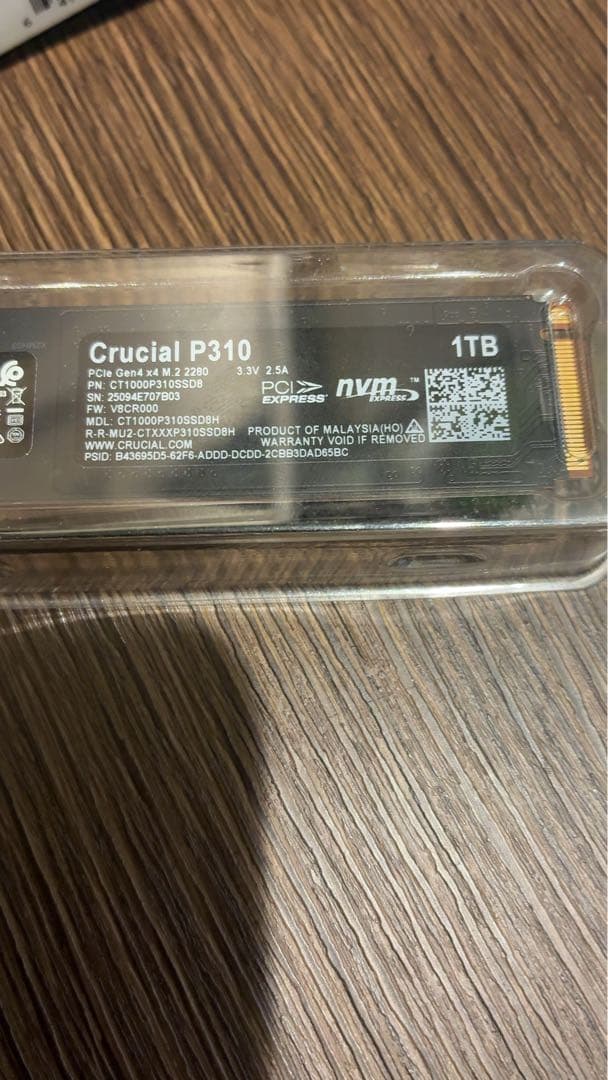 Crucial P310
1TB
PCIe Gen4 x4 M.2 2280 3.3V 2.5A
PN: CT1000P310SSD8
SN: 25094E707B03
FW: V8CR000
MDL: CT1000P310SSD8H
R-R-MU2-CTXXXP310SSD8H
WWW.CRUCIAL.COM
PSID: B43695D5-62F6-ADDD-DCDD-2CBB3DAD65BC
PCI
EXPRESS®
nvm
EXPRESS
™
PRODUCT OF MALAYSIA(HO)
WARRANTY VOID IF REMOVED